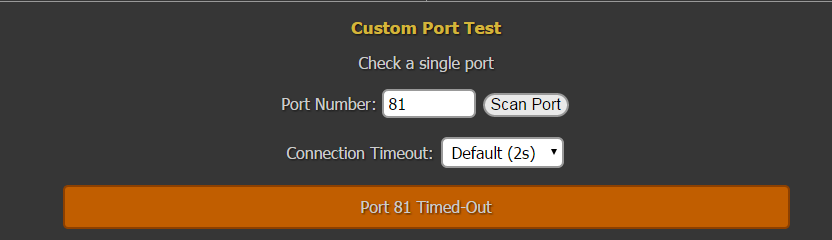 Custom Port Test
Check a single port
Port Number: 81 Scan Port
Connection Timeout: Default (2s)
Port 81 Timed-Out